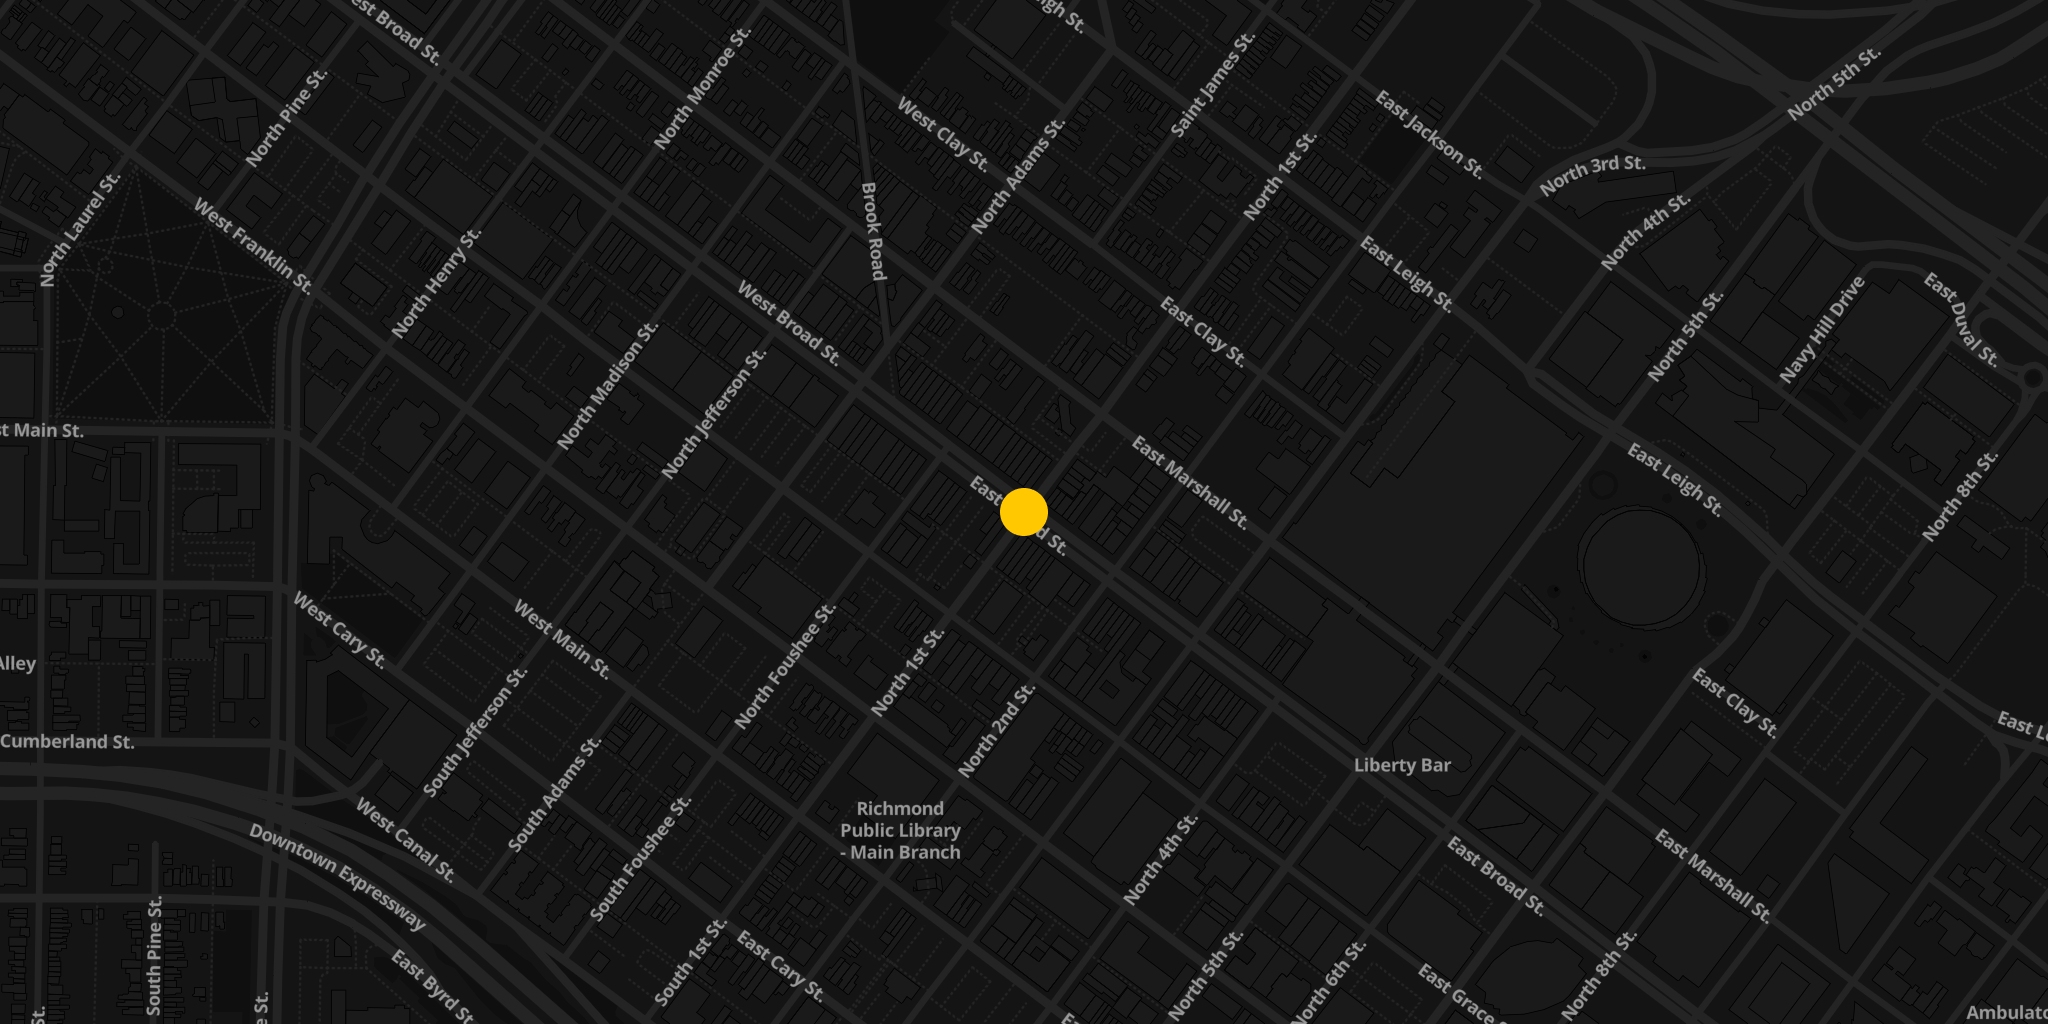 West Broad St.
East Leigh St.
North Monroe St.
Saint James St.
North 5th St.
North Pine St.
West Clay St.
East Jackson St.
North 3rd St.
North Adams St.
North 1st St.
North Laurel St.
West Franklin St.
Brook Road
North 4th St.
North Henry St.
East Leigh St.
West Broad St.
East Clay St.
North 5th St.
Navy Hill Drive
East Duval St.
North Madison St.
North Jefferson St.
st Main St.
East Marshall St.
East Leigh St.
North 8th St.
East
d St.
West Cary St.
West Main St.
North Foushee St.
North 1st St.
Alley
North 2nd St.
South Jefferson St.
East Clay St.
Cumberland St.
South Adams St.
Liberty Bar
Richmond
Public Library
- Main Branch
West Canal St.
Downtown Expressway
South Foushee St.
North 4th St.
East Broad St.
East Marshall St.
South Pine St.
South 1st St.
East Cary St.
East Byrd St.
North 5th St.
North 6th St.
East Grace
North 8th St.